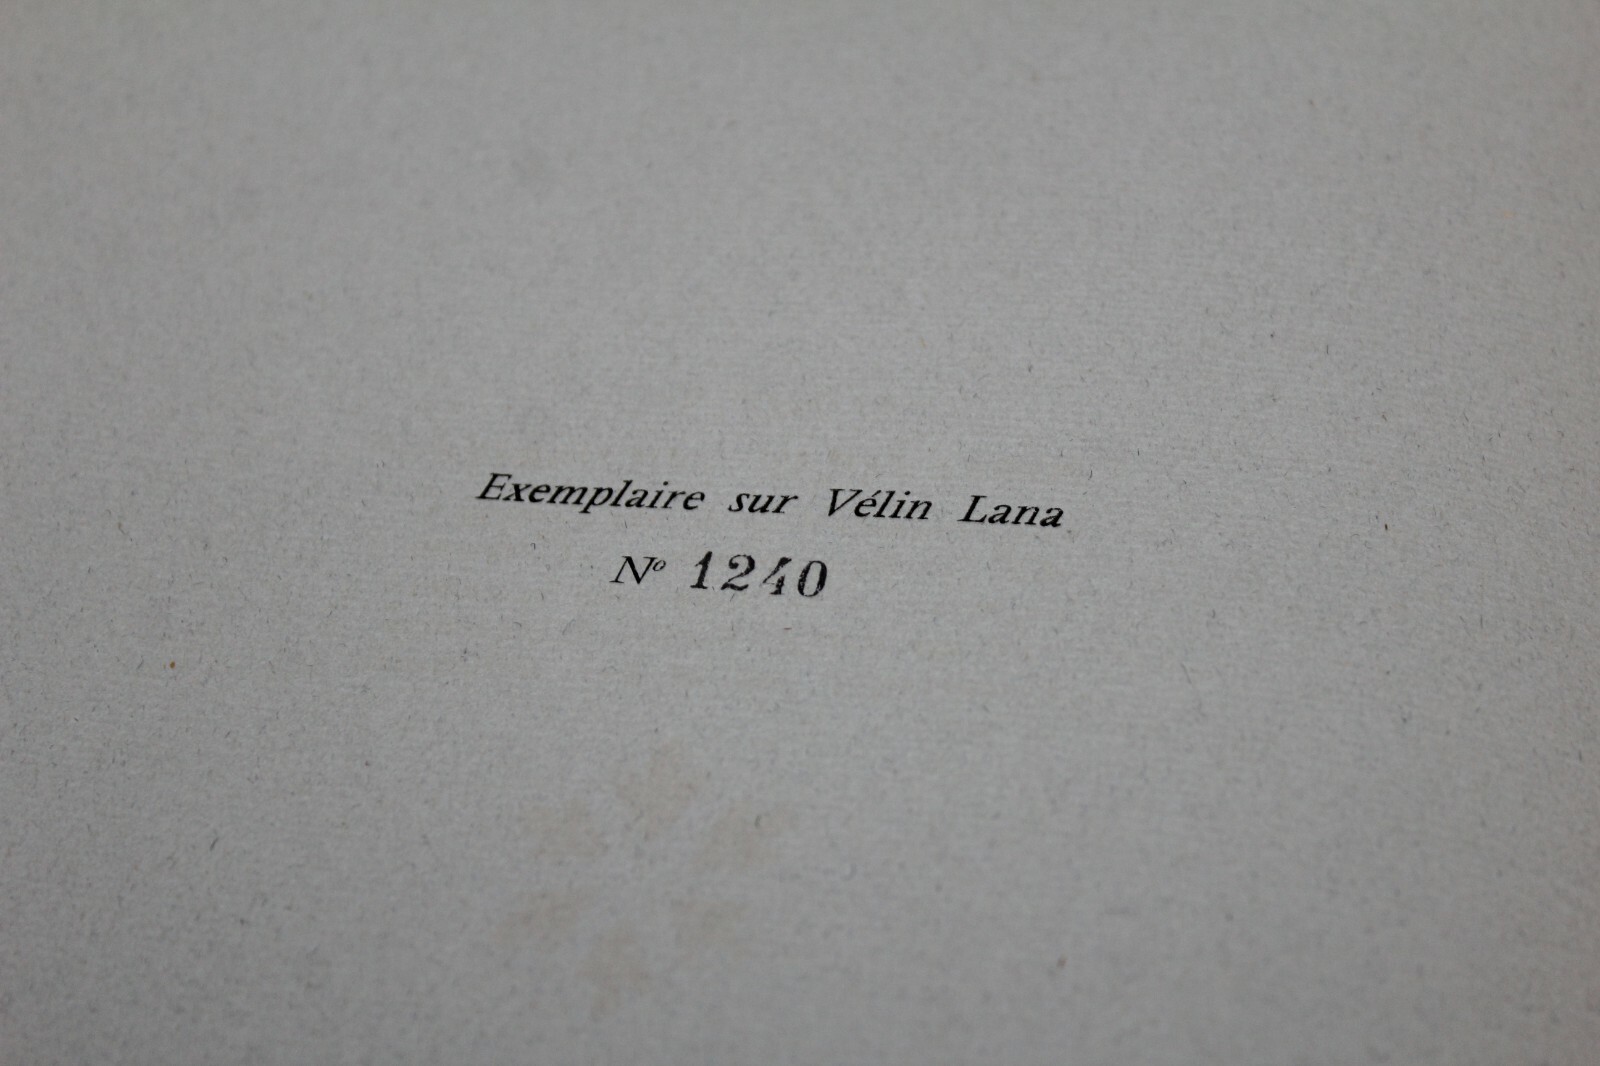 Exemplaire sur Vélin Lana
Nº 1240